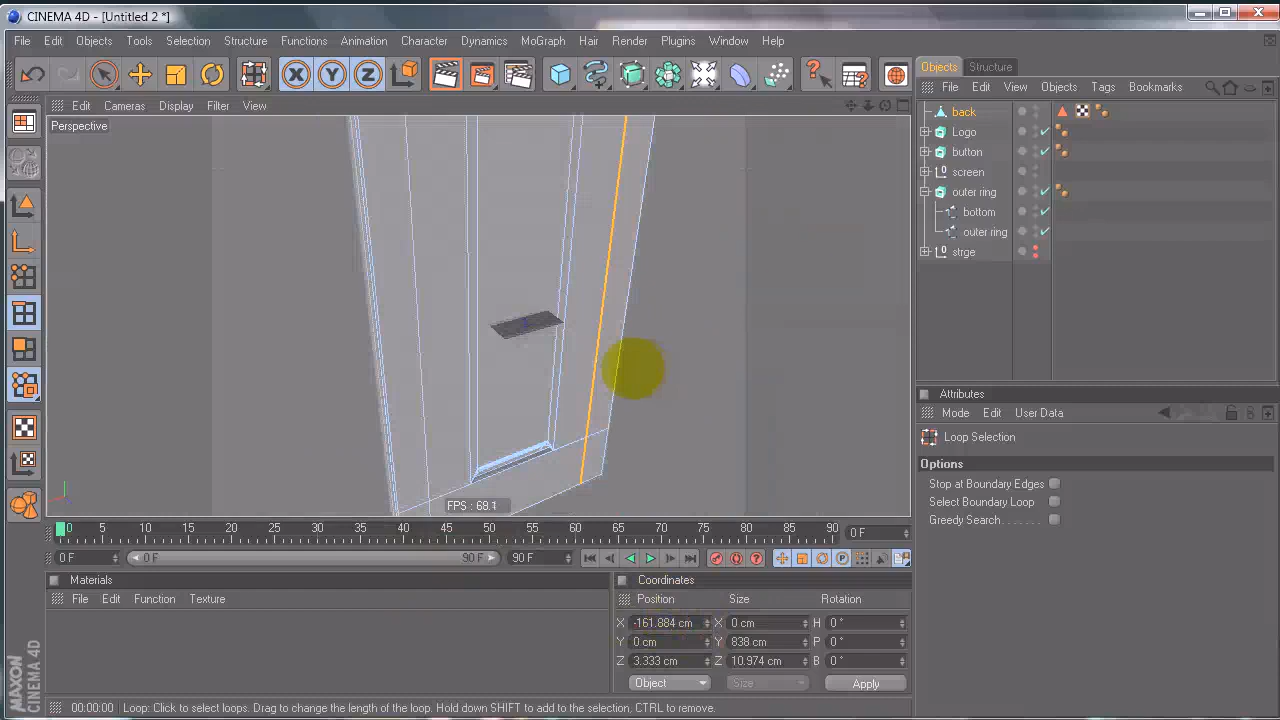 CINEMA 4D - [Untitled 2 *]
File Edit Objects Tools Selection Structure Functions Animation Character Dynamics MoGraph Hair Render Plugins Window Help
X Y Z
Objects Structure
Edit Cameras Display Filter View
File Edit View Objects Tags Bookmarks
Perspective
back
Logo
button
screen
outer ring
bottom
outer ring
strge
Attributes
Mode Edit User Data
Loop Selection
Options
Stop at Boundary Edges
Select Boundary Loop
Greedy Search . . . . . .
FPS : 68.1
0 5 10 15 20 25 30 35 40 45 50 55 60 65 70 75 80 85 90 0 F
0 F 0 F 90 F 90 F
Materials
File Edit Function Texture
Coordinates
Position Size Rotation
X -161.884 cm X 0 cm H 0 °
Y 0 cm Y 838 cm P 0 °
Z 3.333 cm Z 10.974 cm B 0 °
Object Size Apply
MAXON
CINEMA 4D
00:00:00 Loop: Click to select loops. Drag to change the length of the loop. Hold down SHIFT to add to the selection, CTRL to remove.